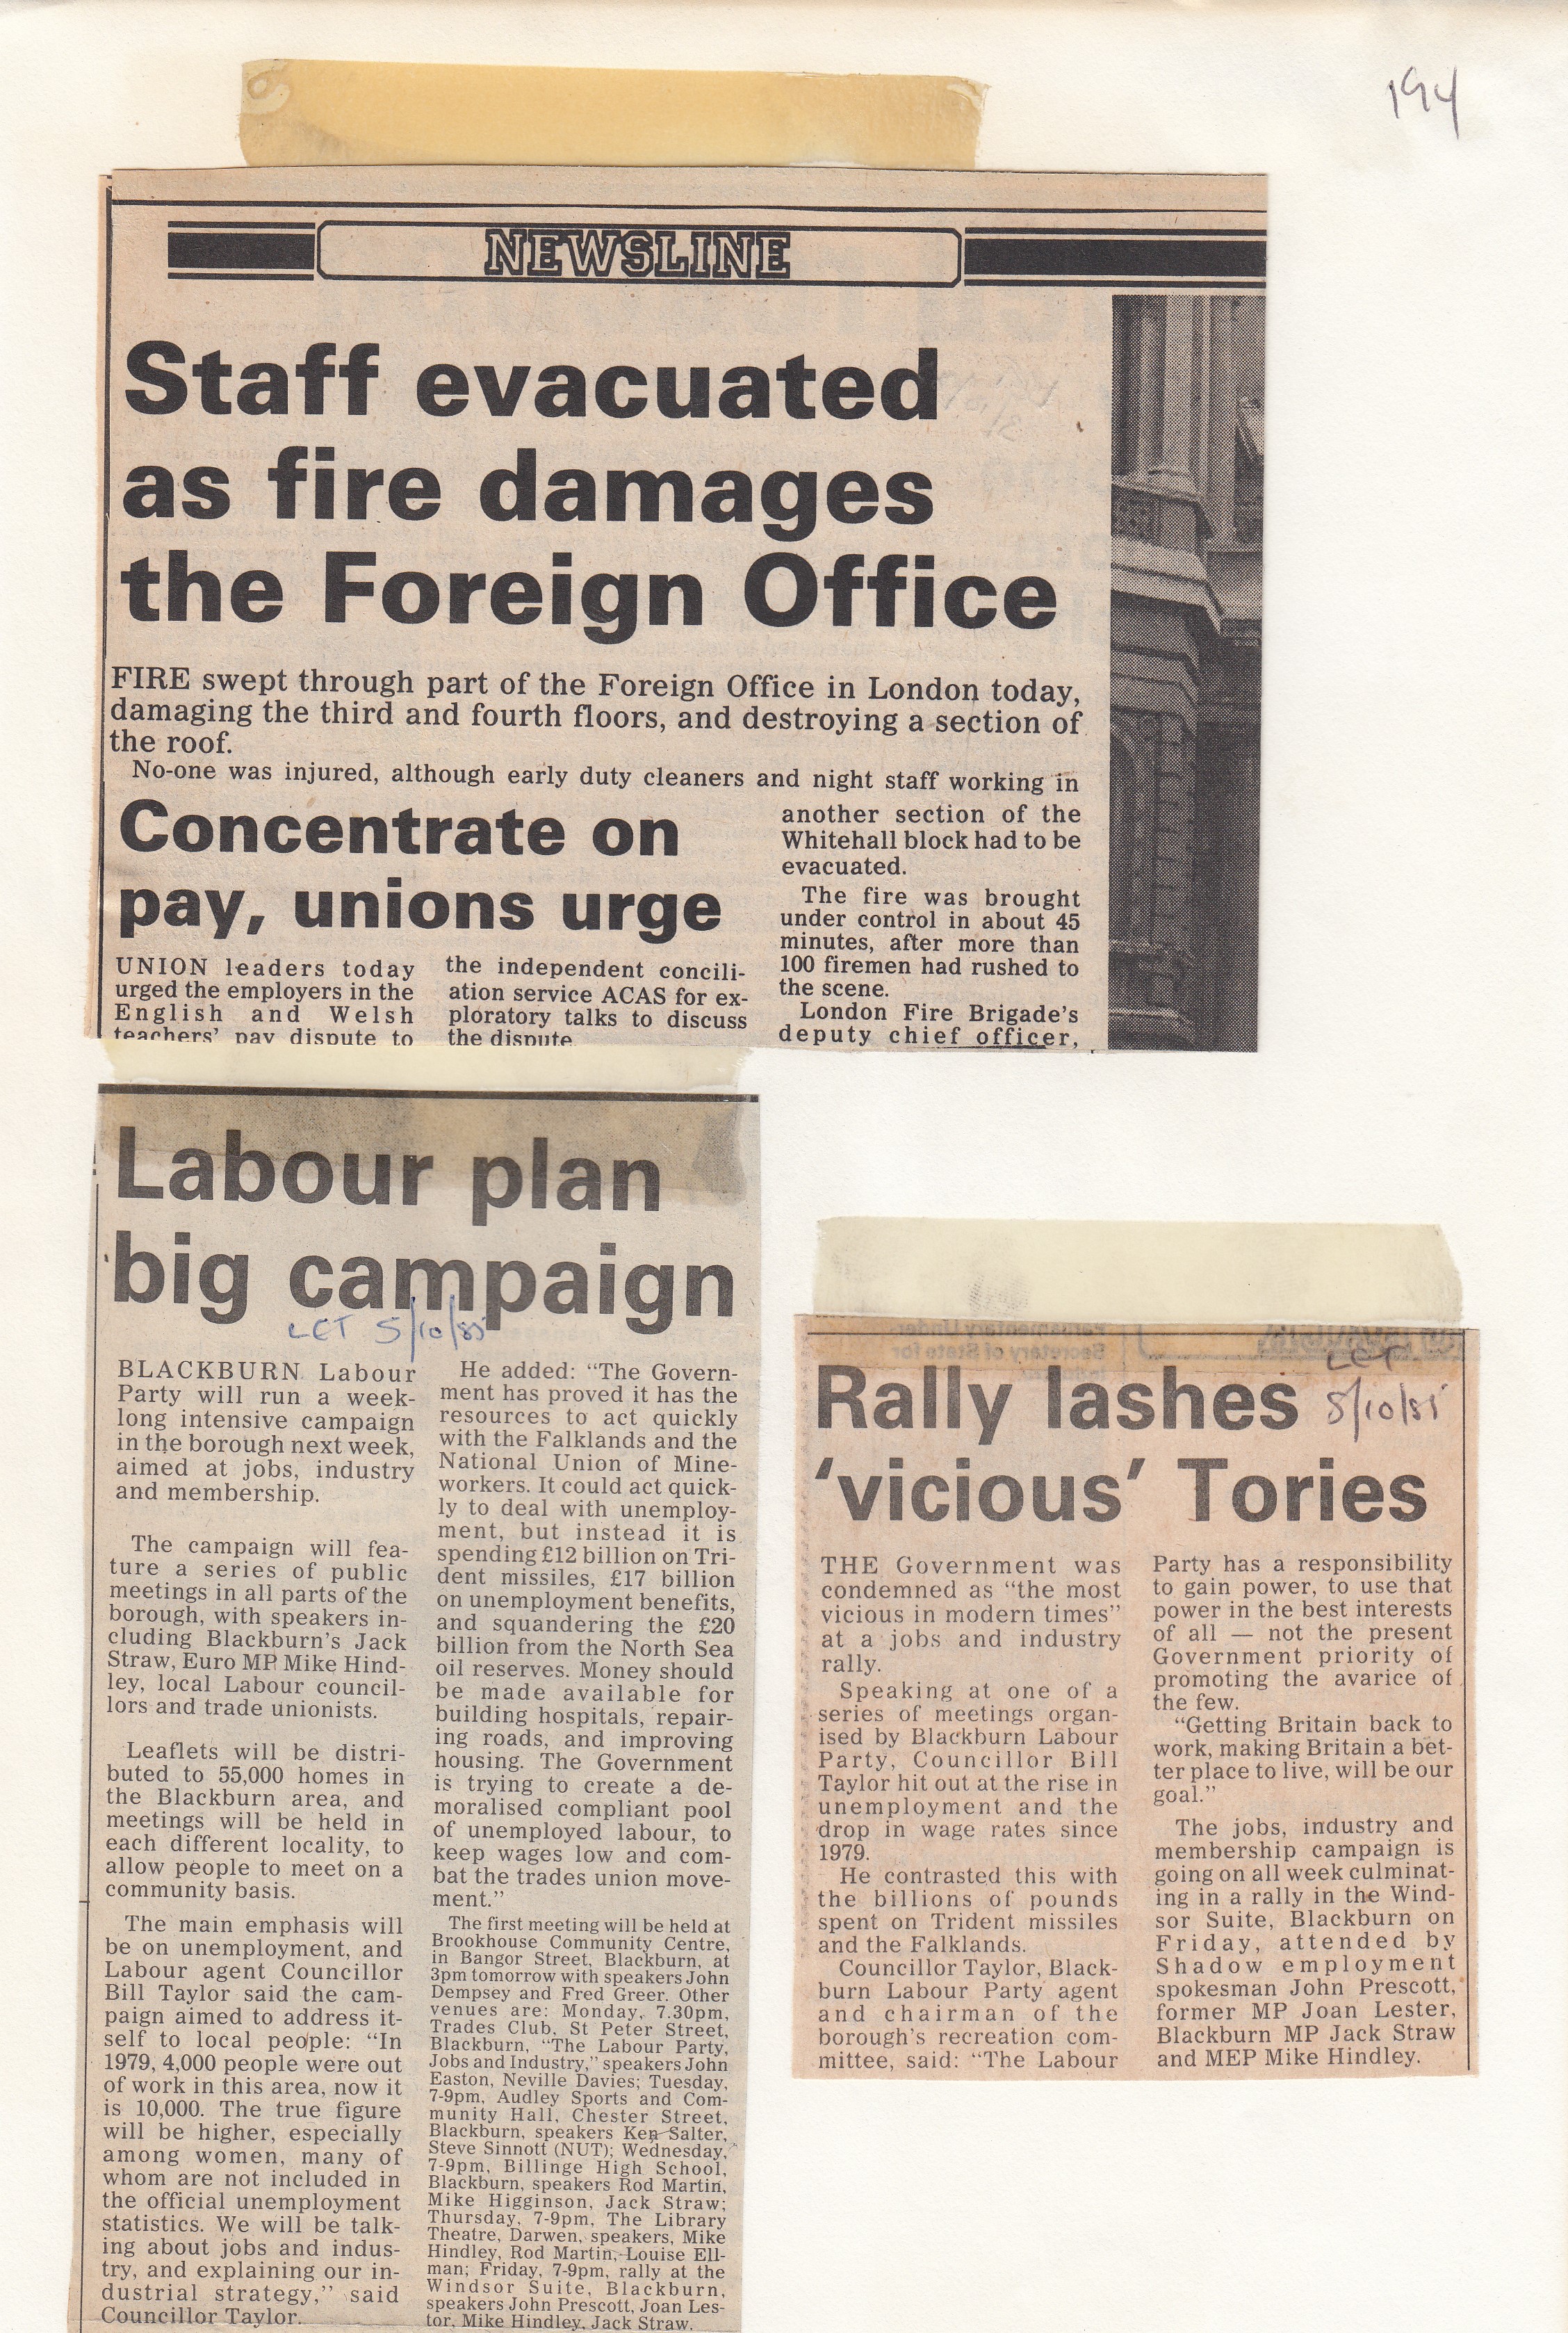 194
NEWSLINE
Staff evacuated
as fire damages
the Foreign Office
FIRE swept through part of the Foreign Office in London today,
damaging the third and fourth floors, and destroying a section of
the roof.
No-one was injured, although early duty cleaners and night staff working in
another section of the
Whitehall block had to be
evacuated.
The fire was brought
under control in about 45
minutes, after more than
100 firemen had rushed to
the scene.
London Fire Brigade's
deputy chief officer,
Concentrate on
pay, unions urge
UNION leaders today
urged the employers in the
English and Welsh
teachers' pay dispute to
the independent concili-
ation service ACAS for ex-
ploratory talks to discuss
the dispute
Labour plan
big campaign
LET 5/10/85
BLACKBURN Labour
Party will run a week-
long intensive campaign
in the borough next week,
aimed at jobs, industry
and membership.
The campaign will fea-
ture a series of public
meetings in all parts of the
borough, with speakers in-
cluding Blackburn's Jack
Straw, Euro MP Mike Hind-
ley, local Labour council-
lors and trade unionists.
Leaflets will be distri-
buted to 55,000 homes in
the Blackburn area, and
meetings will be held in
each different locality, to
allow people to meet on a
community basis.
The main emphasis will
be on unemployment, and
Labour agent Councillor
Bill Taylor said the cam-
paign aimed to address it-
self to local people: "In
1979, 4,000 people were out
of work in this area, now it
is 10,000. The true figure
will be higher, especially
among women, many of
whom are not included in
the official unemployment
statistics. We will be talk-
ing about jobs and indus-
try, and explaining our in-
dustrial strategy," said
Councillor Taylor.
He added: "The Govern-
ment has proved it has the
resources to act quickly
with the Falklands and the
National Union of Mine-
workers. It could act quick-
ly to deal with unemploy-
ment, but instead it is
spending £12 billion on Tri-
dent missiles, £17 billion
on unemployment benefits,
and squandering the £20
billion from the North Sea
oil reserves. Money should
be made available for
building hospitals, repair-
ing roads, and improving
housing. The Government
is trying to create a de-
moralised compliant pool
of unemployed labour, to
keep wages low and com-
bat the trades union move-
ment."
The first meeting will be held at
Brookhouse Community Centre,
in Bangor Street, Blackburn, at
3pm tomorrow with speakers John
Dempsey and Fred Greer. Other
venues are: Monday, 7.30pm,
Trades Club, St Peter Street,
Blackburn, "The Labour Party,
Jobs and Industry," speakers John
Easton, Neville Davies; Tuesday,
7-9pm, Audley Sports and Com-
munity Hall, Chester Street,
Blackburn, speakers Ken Salter,
Steve Sinnott (NUT); Wednesday,
7-9pm, Billinge High School,
Blackburn, speakers Rod Martin,
Mike Higginson, Jack Straw;
Thursday, 7-9pm, The Library
Theatre, Darwen, speakers, Mike
Hindley, Rod Martin, Louise Ell-
man; Friday, 7-9pm, rally at the
Windsor Suite, Blackburn,
speakers John Prescott, Joan Les-
tor, Mike Hindley, Jack Straw.
LET
Rally lashes
5/10/85
'vicious' Tories
THE Government was
condemned as "the most
vicious in modern times"
at a jobs and industry
rally.
Speaking at one of a
series of meetings organ-
ised by Blackburn Labour
Party, Councillor Bill
Taylor hit out at the rise in
unemployment and the
drop in wage rates since
1979.
He contrasted this with
the billions of pounds
spent on Trident missiles
and the Falklands.
Councillor Taylor, Black-
burn Labour Party agent
and chairman of the
borough's recreation com-
mittee, said: "The Labour
Party has a responsibility
to gain power, to use that
power in the best interests
of all — not the present
Government priority of
promoting the avarice of
the few.
"Getting Britain back to
work, making Britain a bet-
ter place to live, will be our
goal."
The jobs, industry and
membership campaign is
going on all week culminat-
ing in a rally in the Wind-
sor Suite, Blackburn on
Friday, attended by
Shadow employment
spokesman John Prescott,
former MP Joan Lester,
Blackburn MP Jack Straw
and MEP Mike Hindley.